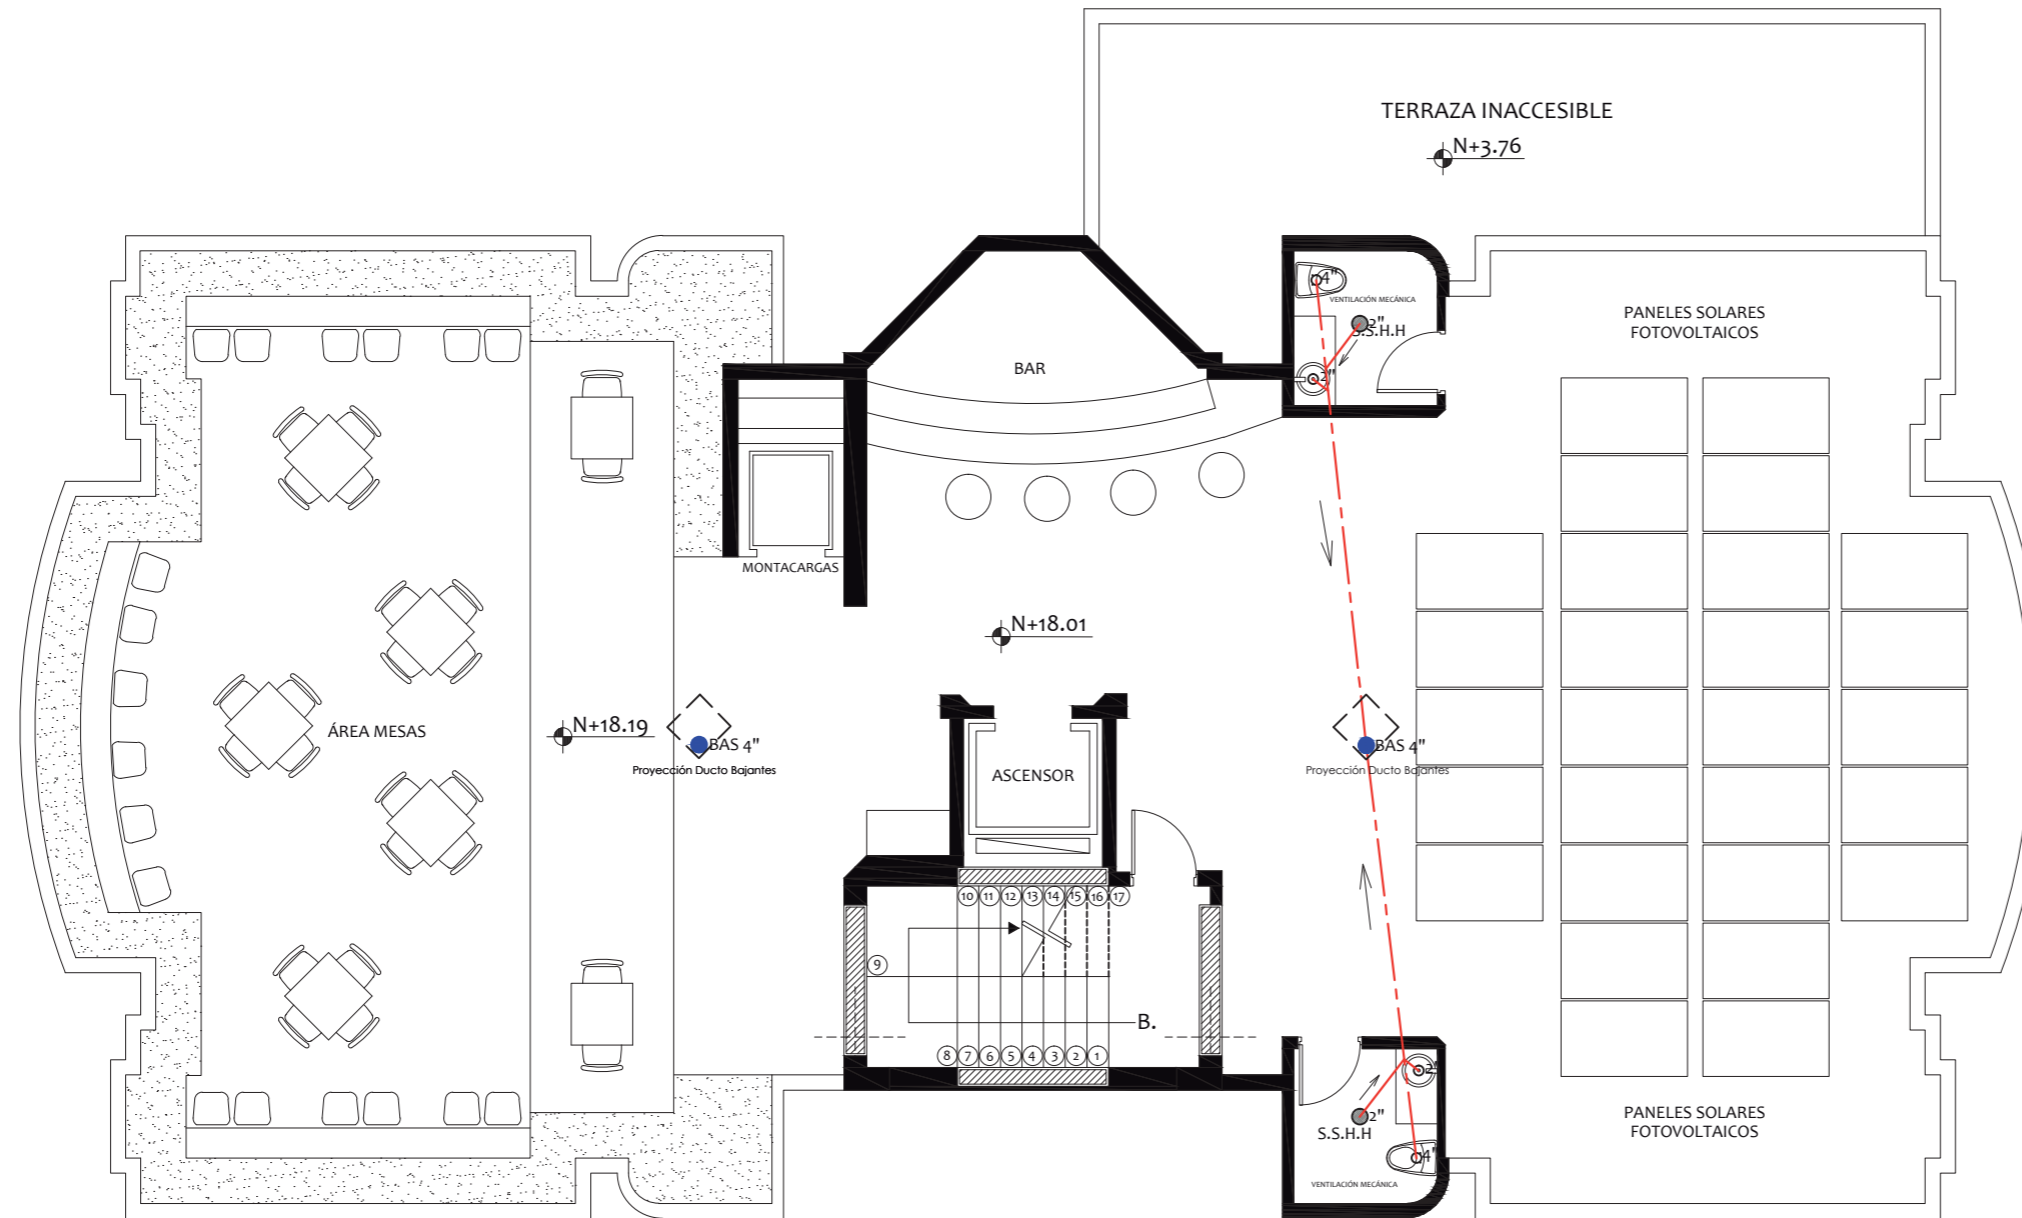 TERRAZA INACCESIBLE
N+3.76
4"
VENTILACIÓN MECÁNICA
2"
S.S.H.H
2"
PANELES SOLARES
FOTOVOLTAICOS
BAR
MONTACARGAS
N+18.01
ÁREA MESAS
N+18.19
BAS 4"
Proyección Ducto Bajantes
ASCENSOR
BAS 4"
Proyección Ducto Bajantes
10 11 12 13 14 15 16 17
9
B.
8 7 6 5 4 3 2 1
2"
2"
S.S.H.H
4"
VENTILACIÓN MECÁNICA
PANELES SOLARES
FOTOVOLTAICOS